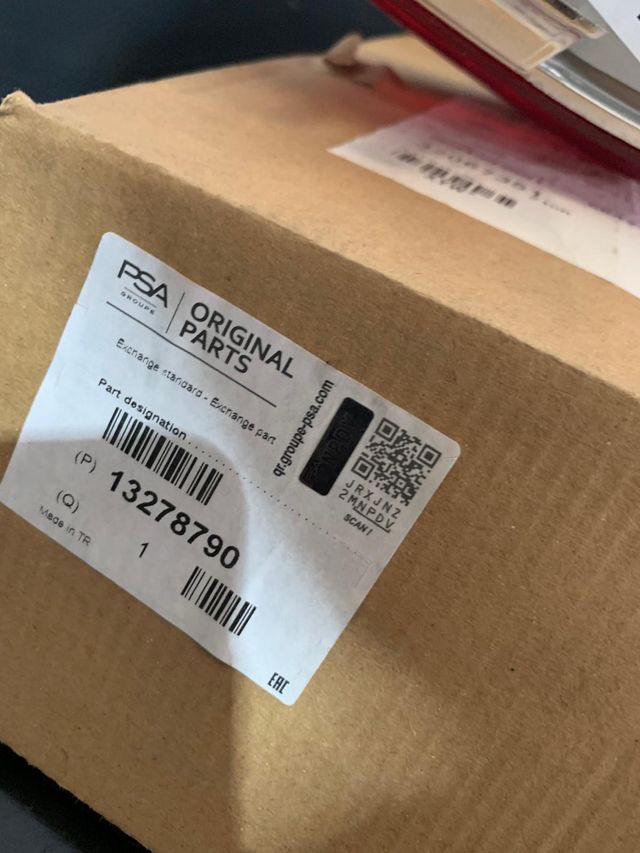 PSA
GROUPE
ORIGINAL
PARTS
Exchange standard - Exchange part
Part designation
(P) 13278790
(Q) 1
Made in TR
qr.groupe-psa.com
JRXJNZ
2MNPDV
SCAN!
EAC